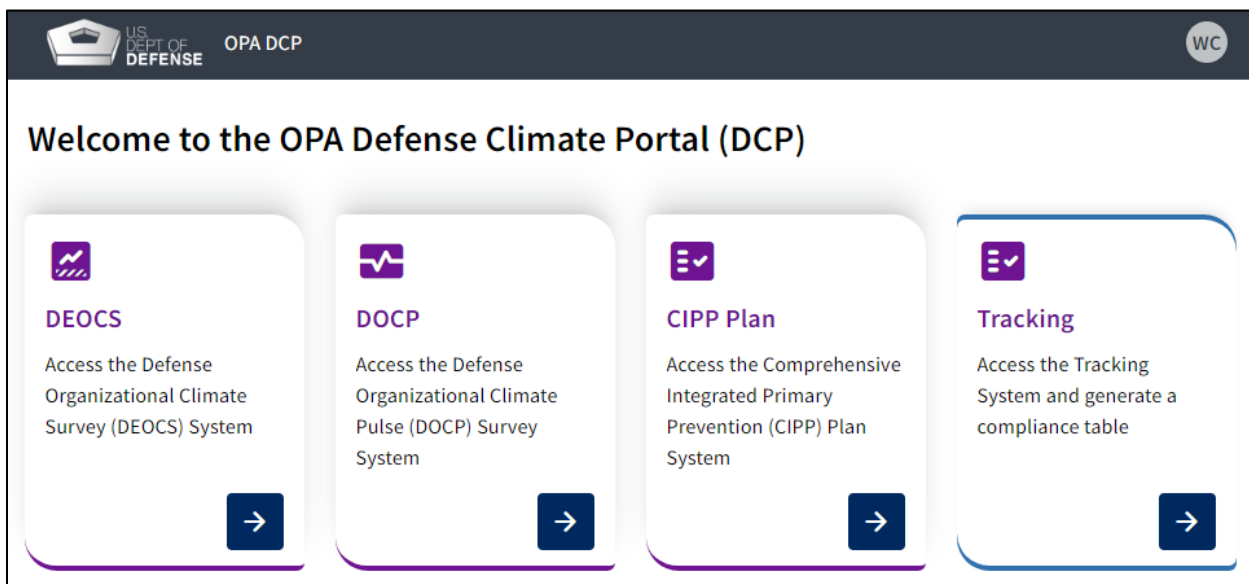 U.S.
DEPT OF
DEFENSE
OPA DCP
WC
Welcome to the OPA Defense Climate Portal (DCP)
DEOCS
Access the Defense
Organizational Climate
Survey (DEOCS) System
DOCP
Access the Defense
Organizational Climate
Pulse (DOCP) Survey
System
CIPP Plan
Access the Comprehensive
Integrated Primary
Prevention (CIPP) Plan
System
Tracking
Access the Tracking
System and generate a
compliance table